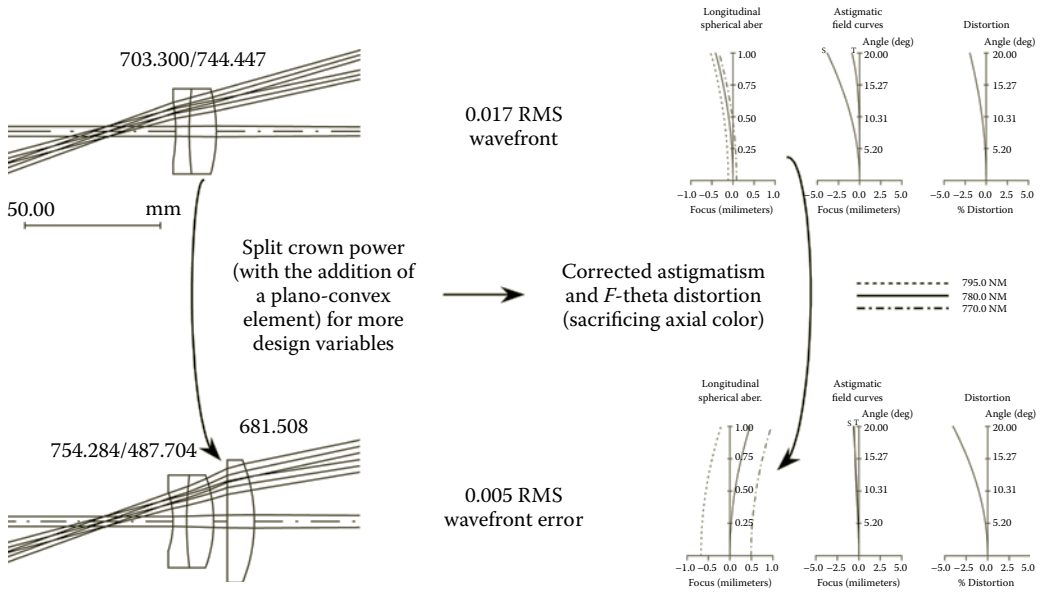 703.300/744.447
50.00 mm
0.017 RMS
wavefront
Longitudinal
spherical aber
1.00
0.75
0.50
0.25
−1.0 −0.5 0.0 0.5 1.0
Focus (milimeters)
Astigmatic
field curves
S T
Angle (deg)
20.00
15.27
10.31
5.20
−5.0 −2.5 0.0 2.5 5.0
Focus (milimeters)
Distortion
Angle (deg)
20.00
15.27
10.31
5.20
−5.0 −2.5 0.0 2.5 5.0
% Distortion
Split crown power
(with the addition of
a plano-convex
element) for more
design variables
Corrected astigmatism
and F-theta distortion
(sacrificing axial color)
795.0 NM
780.0 NM
770.0 NM
681.508
754.284/487.704
0.005 RMS
wavefront error
Longitudinal
spherical aber.
1.00
0.75
0.50
0.25
−1.0 −0.5 0.0 0.5 1.0
Focus (milimeters)
Astigmatic
field curves
Angle (deg)
S T
20.00
15.27
10.31
5.20
−5.0 −2.5 0.0 2.5 5.0
Focus (milimeters)
Distortion
Angle (deg)
20.00
15.27
10.31
5.20
−5.0 −2.5 0.0 2.5 5.0
% Distortion